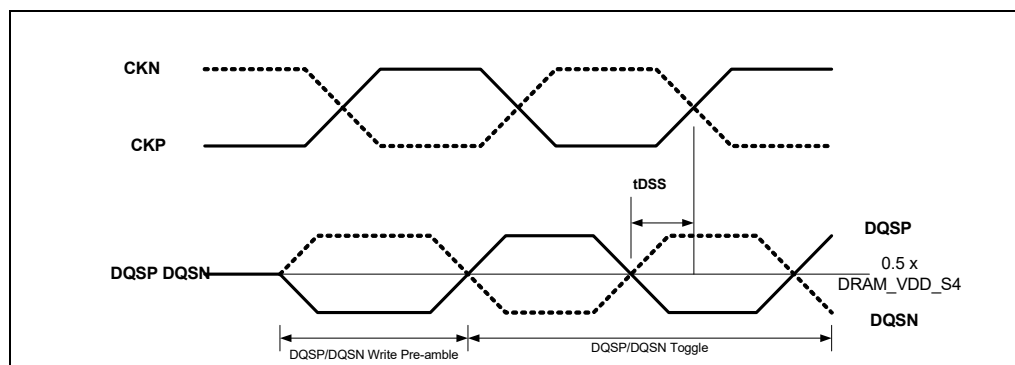 CKN
CKP
tDSS
DQSP
DQSP DQSN
0.5 x
DRAM_VDD_S4
DQSN
DQSP/DQSN Write Pre-amble
DQSP/DQSN Toggle